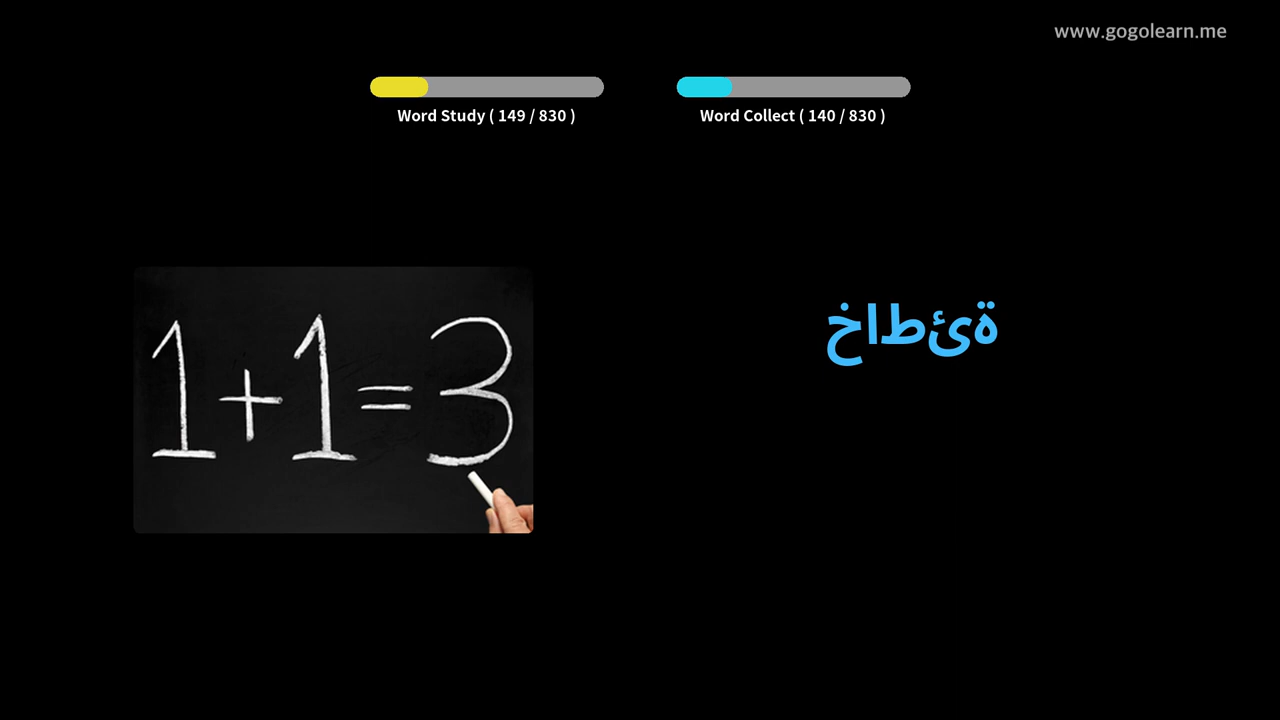 www.gogolearn.me
Word Study ( 149 / 830 )
Word Collect ( 140 / 830 )
خاطئة
1+1=3